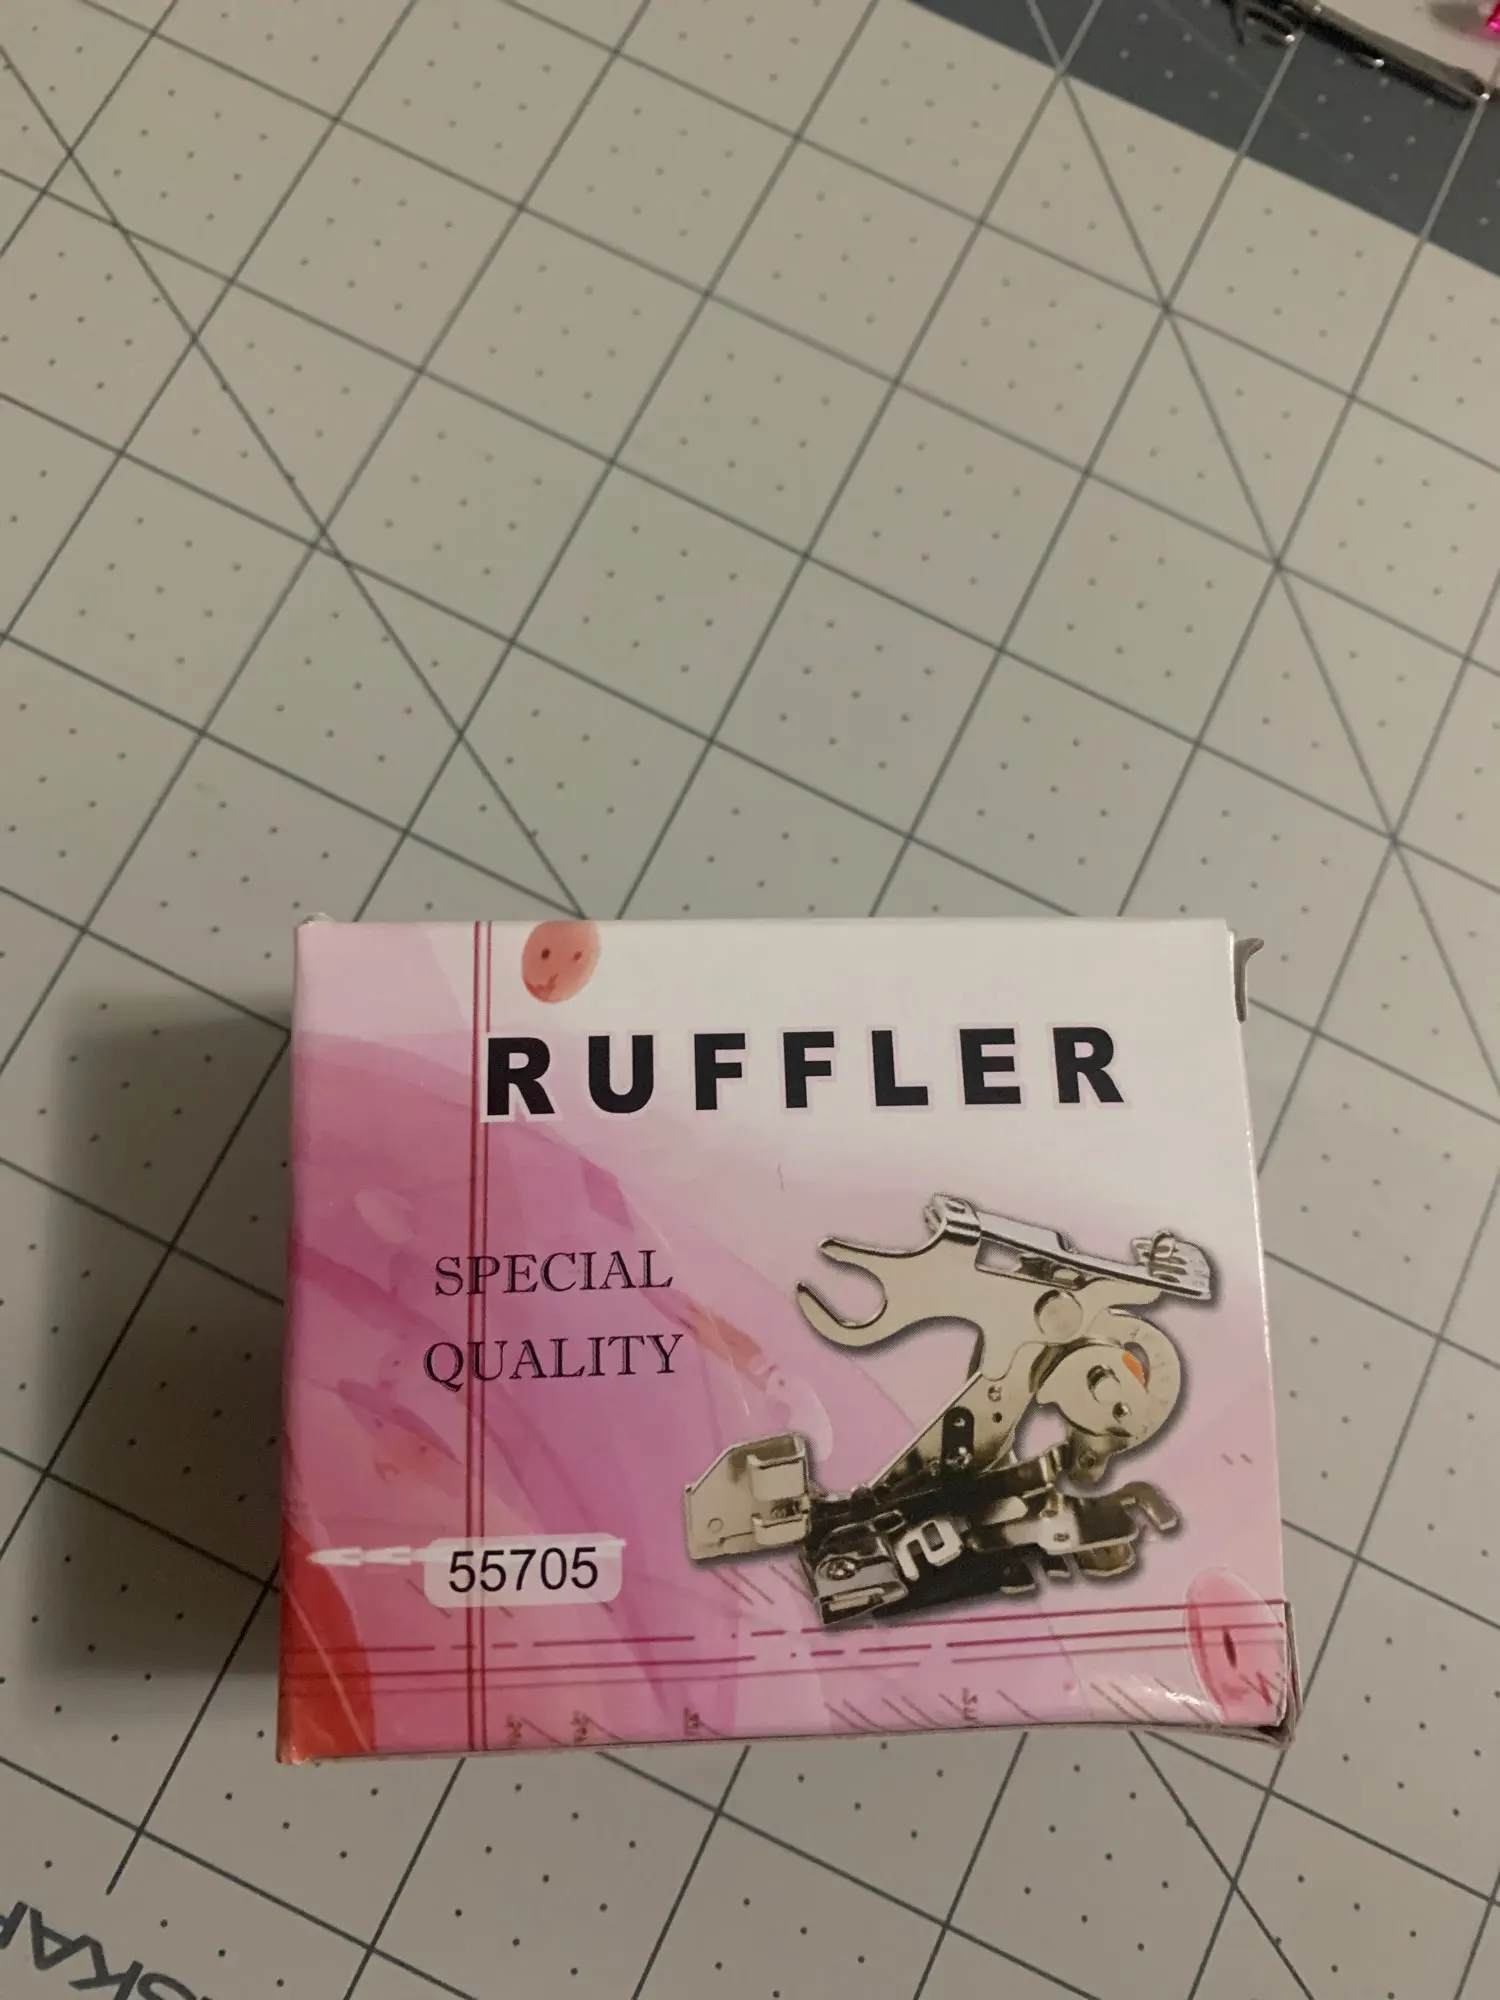 RUFFLER
SPECIAL
QUALITY
55705